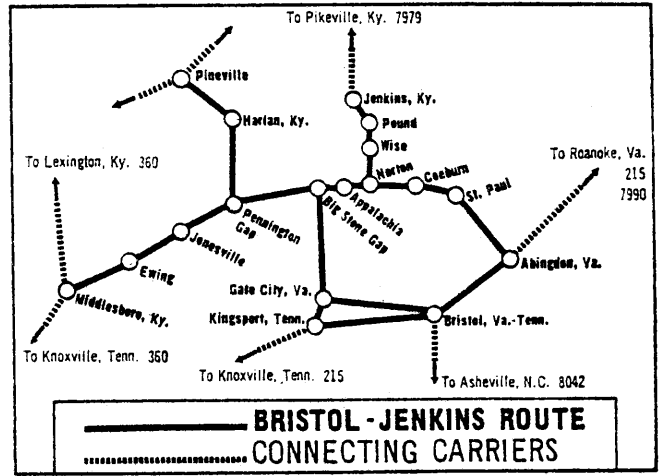 To Pikeville, Ky. 7979
Pineville
Jenkins, Ky.
Harlan, Ky.
Pound
Wise
To Lexington, Ky. 360
To Roanoke, Va.
215
7990
Norton
Coeburn
St. Paul
Appalachia
Big Stone Gap
Pennington
Gap
Jonesville
Ewing
Abingdon, Va.
Middlesboro, Ky.
Gate City, Va.
Kingsport, Tenn.
Bristol, Va.-Tenn.
To Knoxville, Tenn. 360
To Knoxville, Tenn. 215
To Asheville, N.C. 8042
BRISTOL-JENKINS ROUTE
CONNECTING CARRIERS